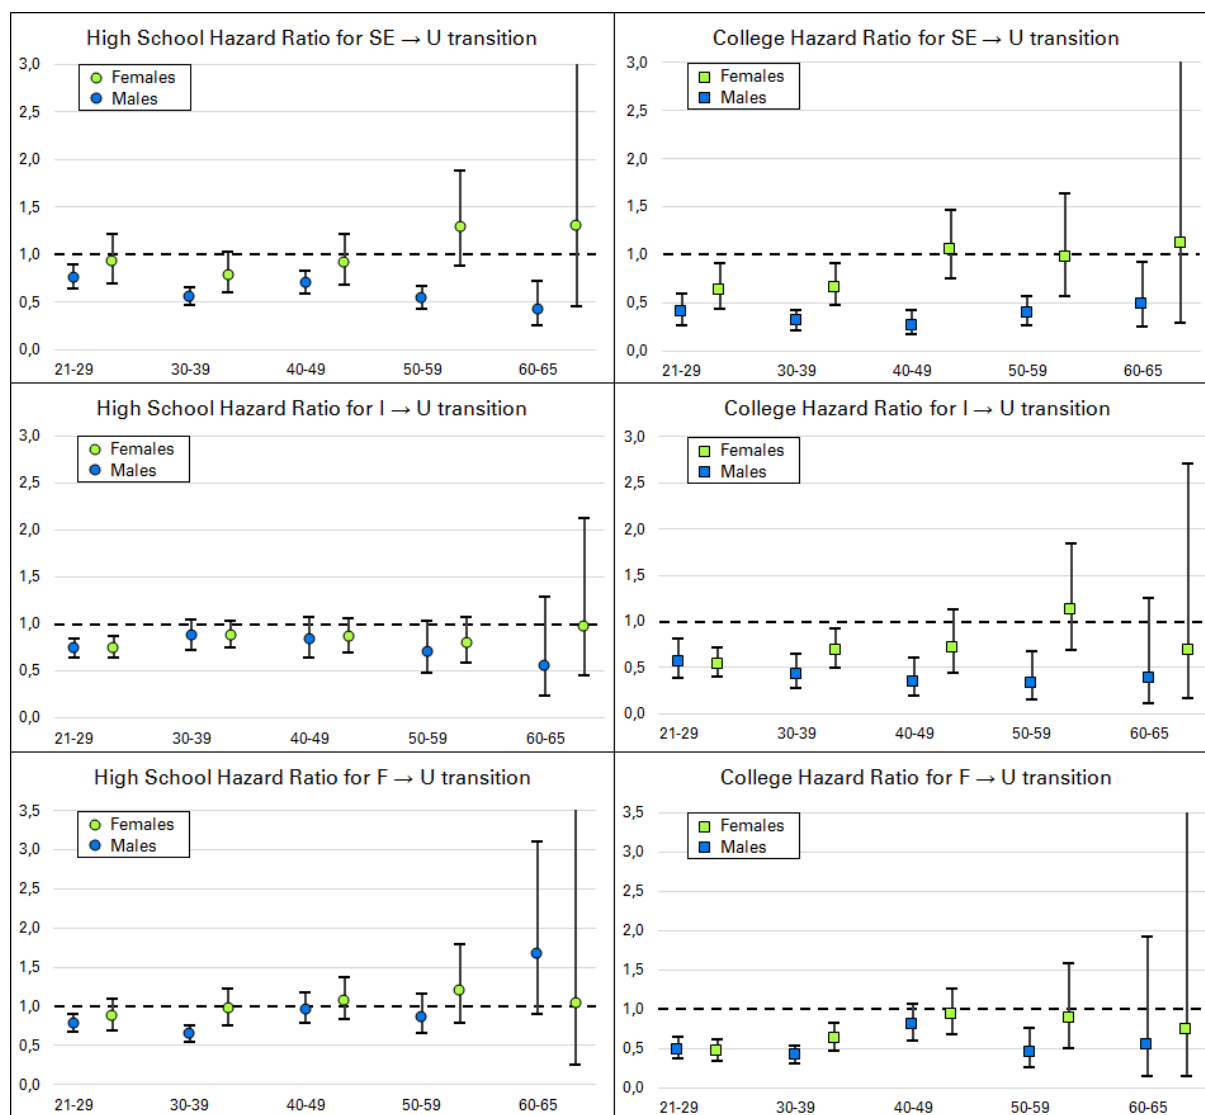 High School Hazard Ratio for SE → U transition
3,0
2,5
2,0
1,5
1,0
0,5
0,0
Females
Males
21-29 30-39 40-49 50-59 60-65
College Hazard Ratio for SE → U transition
3,0
2,5
2,0
1,5
1,0
0,5
0,0
Females
Males
21-29 30-39 40-49 50-59 60-65
High School Hazard Ratio for I → U transition
3,0
2,5
2,0
1,5
1,0
0,5
0,0
Females
Males
21-29 30-39 40-49 50-59 60-65
College Hazard Ratio for I → U transition
3,0
2,5
2,0
1,5
1,0
0,5
0,0
Females
Males
21-29 30-39 40-49 50-59 60-65
High School Hazard Ratio for F → U transition
3,5
3,0
2,5
2,0
1,5
1,0
0,5
0,0
Females
Males
21-29 30-39 40-49 50-59 60-65
College Hazard Ratio for F → U transition
3,5
3,0
2,5
2,0
1,5
1,0
0,5
0,0
Females
Males
21-29 30-39 40-49 50-59 60-65